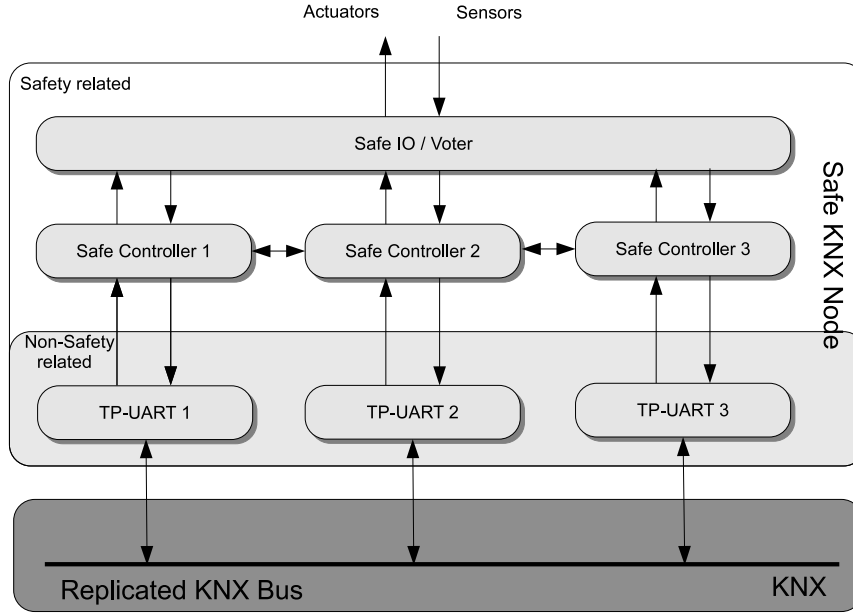 Actuators
Sensors
Safety related
Safe IO / Voter
Safe KNX Node
Safe Controller 1
Safe Controller 2
Safe Controller 3
Non-Safety
related
TP-UART 1
TP-UART 2
TP-UART 3
Replicated KNX Bus
KNX